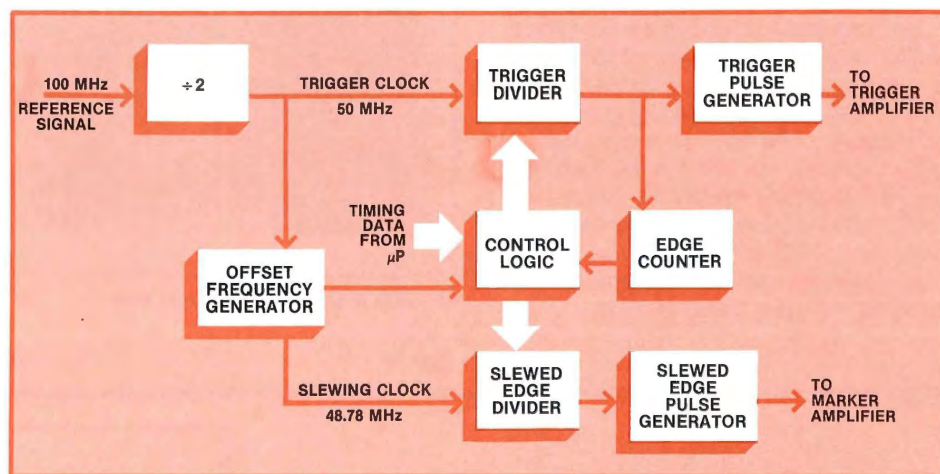 100 MHz
REFERENCE
SIGNAL
÷2
TRIGGER CLOCK
50 MHz
TRIGGER
DIVIDER
TRIGGER
PULSE
GENERATOR
TO
TRIGGER
AMPLIFIER
TIMING
DATA
FROM
μP
CONTROL
LOGIC
EDGE
COUNTER
OFFSET
FREQUENCY
GENERATOR
SLEWING CLOCK
48.78 MHz
SLEWED
EDGE
DIVIDER
SLEWED
EDGE
PULSE
GENERATOR
TO
MARKER
AMPLIFIER